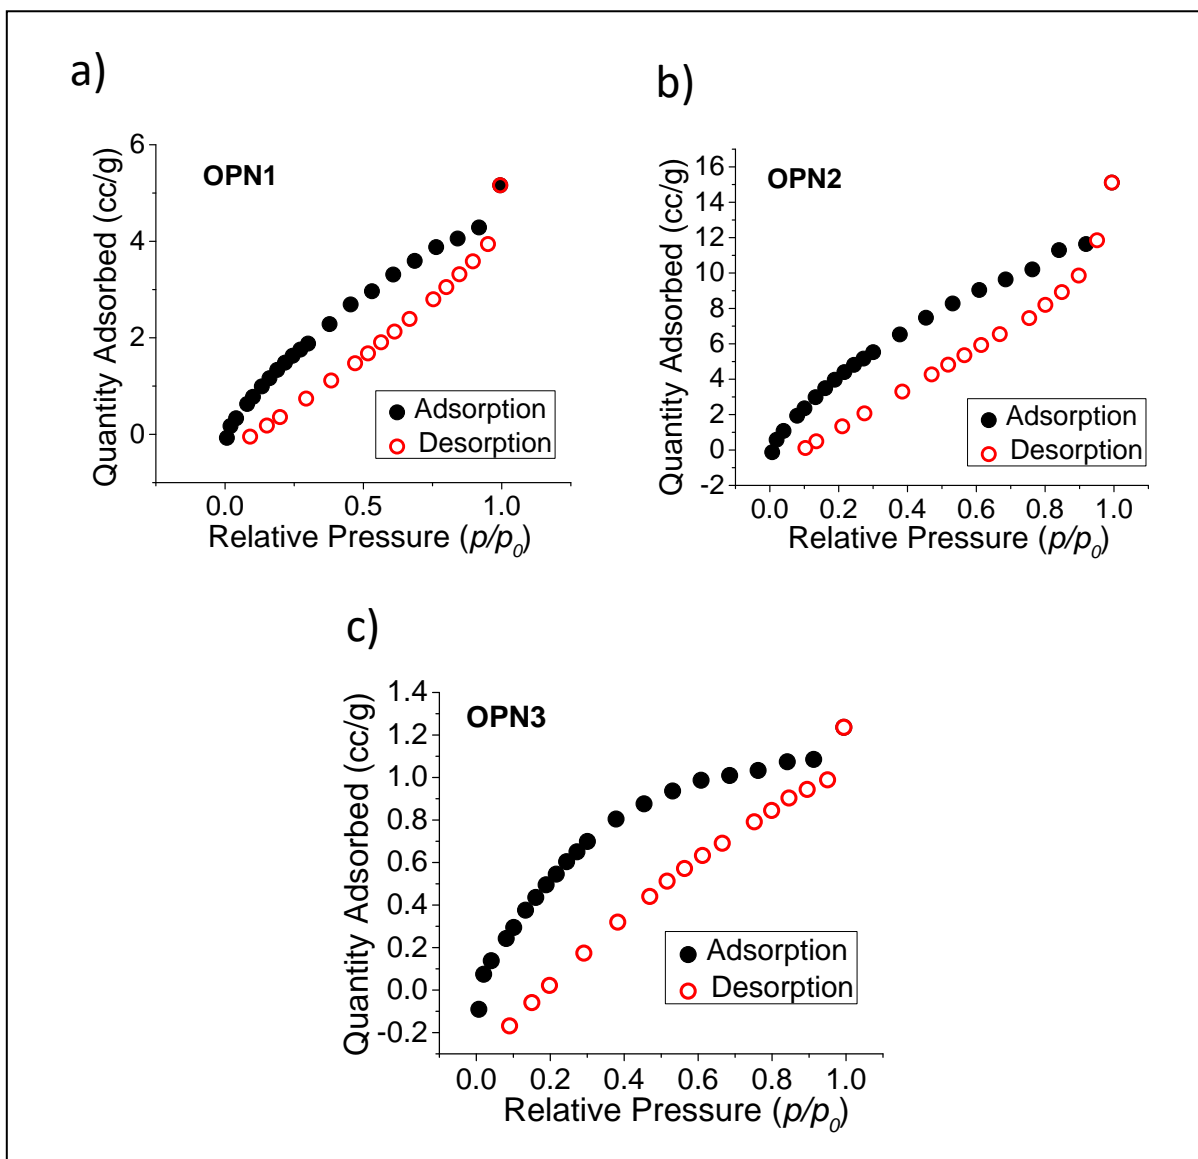 a)
OPN1
Quantity Adsorbed (cc/g)
6
4
2
0
Adsorption
Desorption
0.0
0.5
1.0
Relative Pressure (p/p0)
b)
OPN2
Quantity Adsorbed (cc/g)
16
14
12
10
8
6
4
2
0
-2
Adsorption
Desorption
0.0 0.2 0.4 0.6 0.8 1.0
Relative Pressure (p/p0)
c)
OPN3
Quantity Adsorbed (cc/g)
1.4
1.2
1.0
0.8
0.6
0.4
0.2
0.0
-0.2
Adsorption
Desorption
0.0 0.2 0.4 0.6 0.8 1.0
Relative Pressure (p/p0)